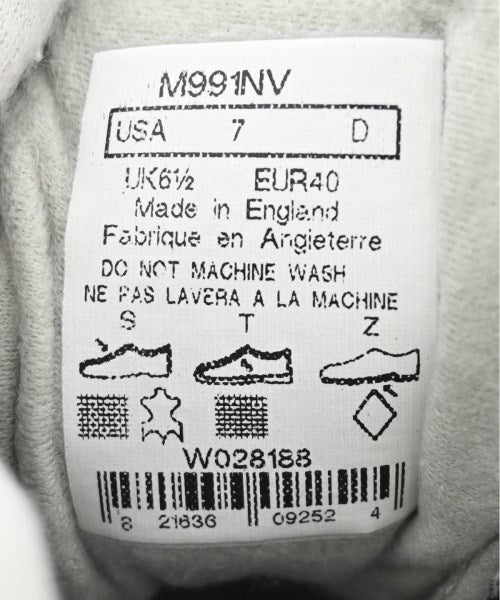 M991NV
USA 7 D
UK6½ EUR40
Made in England
Fabrique en Angleterre
DO NOT MACHINE WASH
NE PAS LAVERA A LA MACHINE
S T Z
W028188
8 21636 09252 4